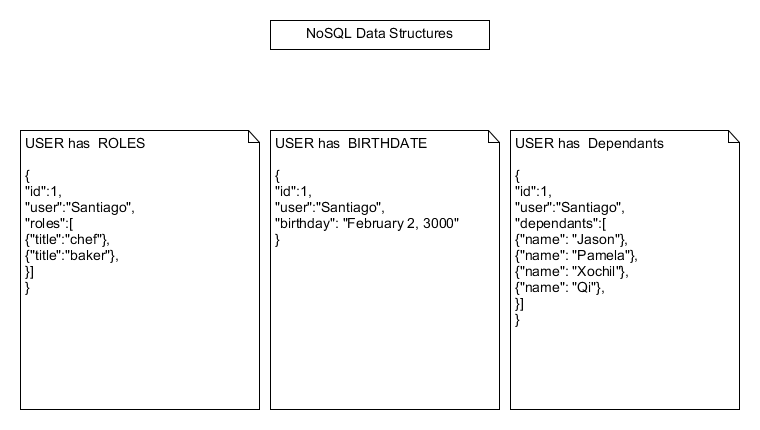 NoSQL Data Structures
USER has  ROLES
{
"id":1,
"user":"Santiago",
"roles":[
{"title":"chef"},
{"title":"baker"},
}]
}
USER has  BIRTHDATE
{
"id":1,
"user":"Santiago",
"birthday": "February 2, 3000"
}
USER has  Dependants
{
"id":1,
"user":"Santiago",
"dependants":[
{"name": "Jason"},
{"name": "Pamela"},
{"name": "Xochil"},
{"name": "Qi"},
}]
}